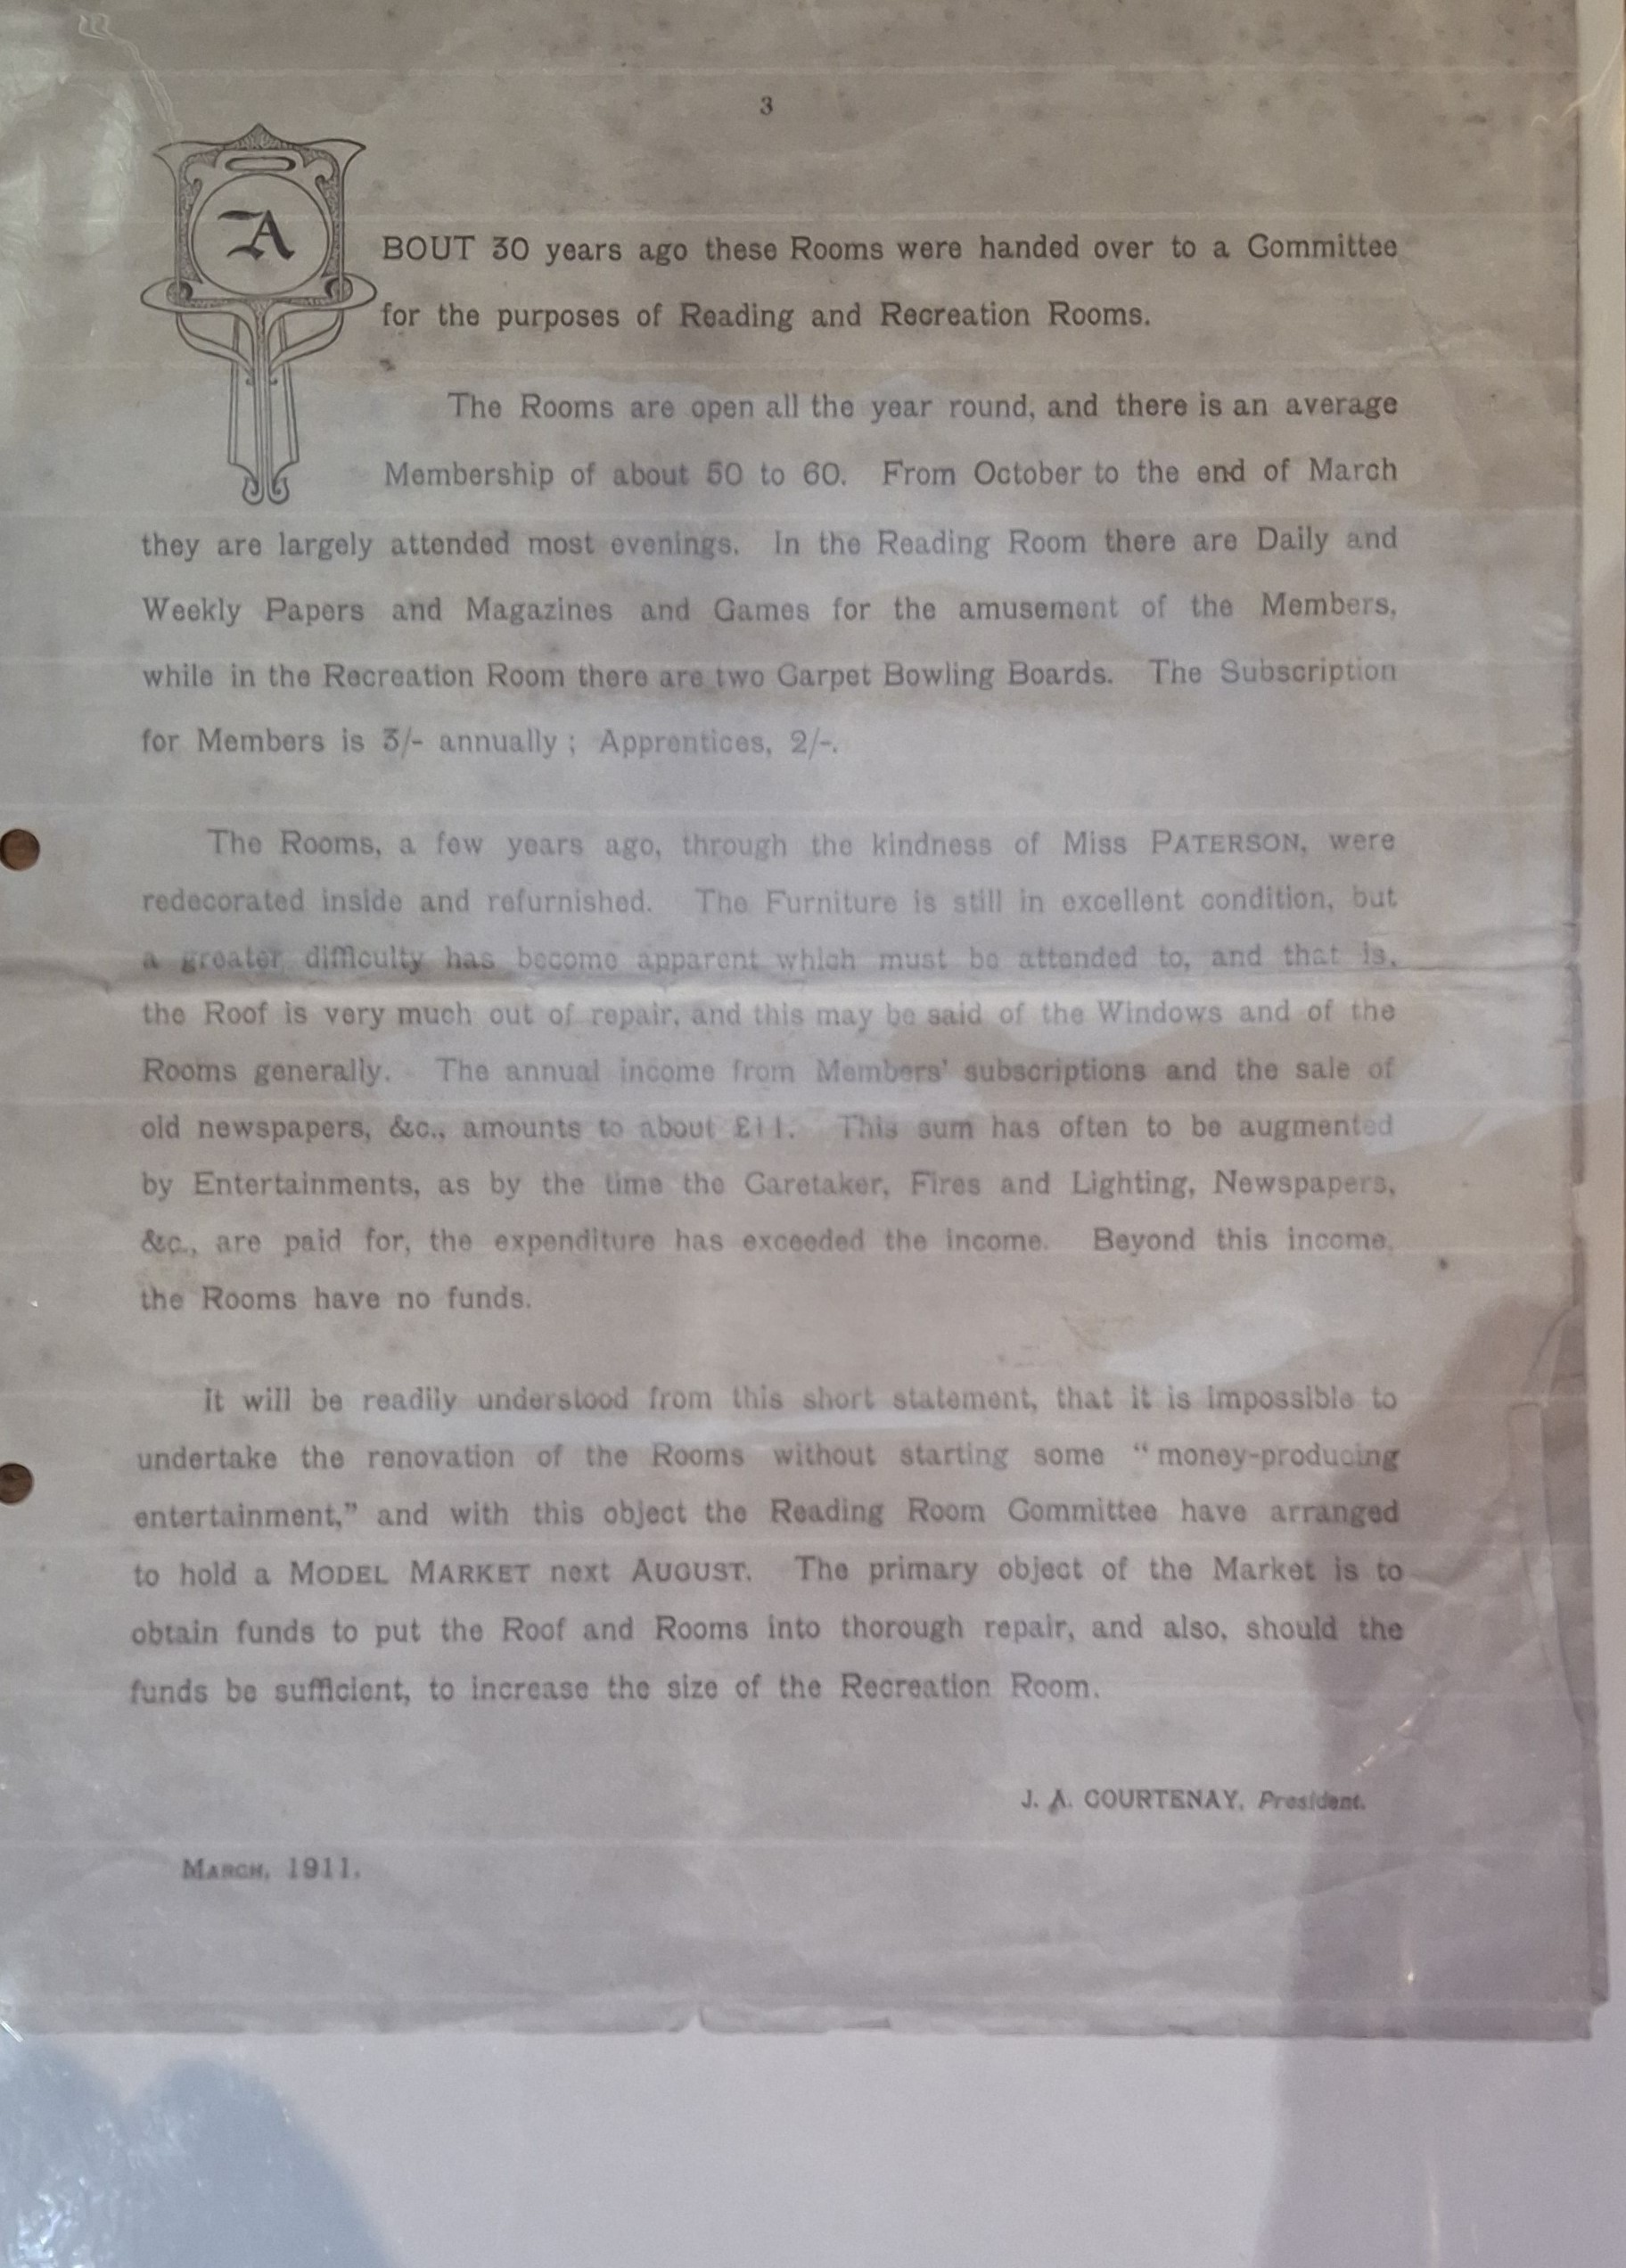 3
ABOUT 30 years ago these Rooms were handed over to a Committee
for the purposes of Reading and Recreation Rooms.
The Rooms are open all the year round, and there is an average
Membership of about 50 to 60. From October to the end of March
they are largely attended most evenings. In the Reading Room there are Daily and
Weekly Papers and Magazines and Games for the amusement of the Members,
while in the Recreation Room there are two Carpet Bowling Boards. The Subscription
for Members is 3/- annually ; Apprentices, 2/-.
The Rooms, a few years ago, through the kindness of Miss PATERSON, were
redecorated inside and refurnished. The Furniture is still in excellent condition, but
a greater difficulty has become apparent which must be attended to, and that is,
the Roof is very much out of repair, and this may be said of the Windows and of the
Rooms generally. The annual income from Members' subscriptions and the sale of
old newspapers, &c., amounts to about £11. This sum has often to be augmented
by Entertainments, as by the time the Caretaker, Fires and Lighting, Newspapers,
&c., are paid for, the expenditure has exceeded the income. Beyond this income,
the Rooms have no funds.
It will be readily understood from this short statement, that it is impossible to
undertake the renovation of the Rooms without starting some “ money-producing
entertainment,” and with this object the Reading Room Committee have arranged
to hold a MODEL MARKET next AUGUST. The primary object of the Market is to
obtain funds to put the Roof and Rooms into thorough repair, and also, should the
funds be sufficient, to increase the size of the Recreation Room.
J. A. COURTENAY, President.
MARCH, 1911.